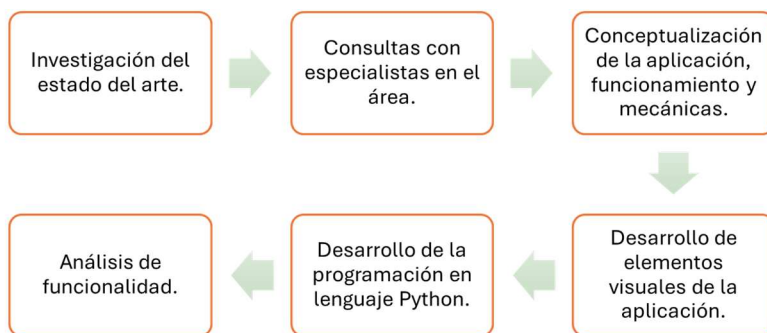 Investigación del
estado del arte.
Consultas con
especialistas en el
área.
Conceptualización
de la aplicación,
funcionamiento y
mecánicas.
Desarrollo de
elementos
visuales de la
aplicación.
Desarrollo de la
programación en
lenguaje Python.
Análisis de
funcionalidad.